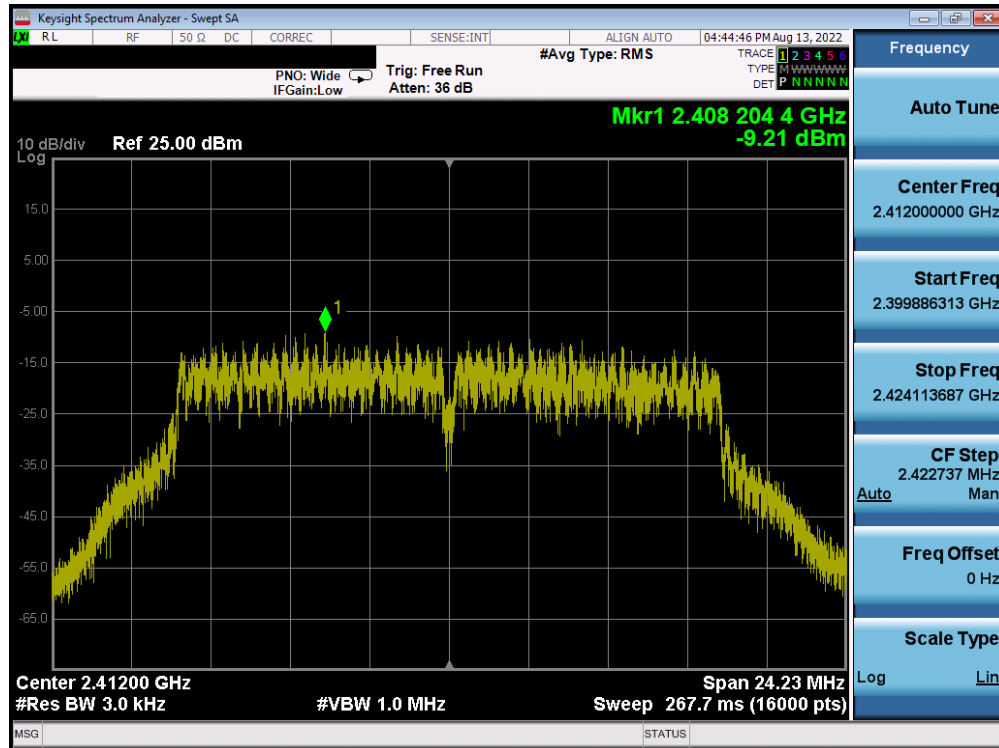 Keysight Spectrum Analyzer - Swept SA
LXI RL RF 50 Ω DC CORREC SENSE:INT ALIGN AUTO 04:44:46 PM Aug 13, 2022
#Avg Type: RMS TRACE 1 2 3 4 5 6
PNO: Wide Trig: Free Run TYPE M W W W W W
IFGain:Low Atten: 36 dB DET P N N N N N
Mkr1 2.408 204 4 GHz
10 dB/div Ref 25.00 dBm -9.21 dBm
Log
1
15.0
5.00
-5.00
-15.0
-25.0
-35.0
-45.0
-55.0
-65.0
Center 2.41200 GHz Span 24.23 MHz
#Res BW 3.0 kHz #VBW 1.0 MHz Sweep 267.7 ms (16000 pts)
MSG STATUS
Frequency
Auto Tune
Center Freq
2.412000000 GHz
Start Freq
2.399886313 GHz
Stop Freq
2.424113687 GHz
CF Step
2.422737 MHz
Auto Man
Freq Offset
0 Hz
Scale Type
Log Lin